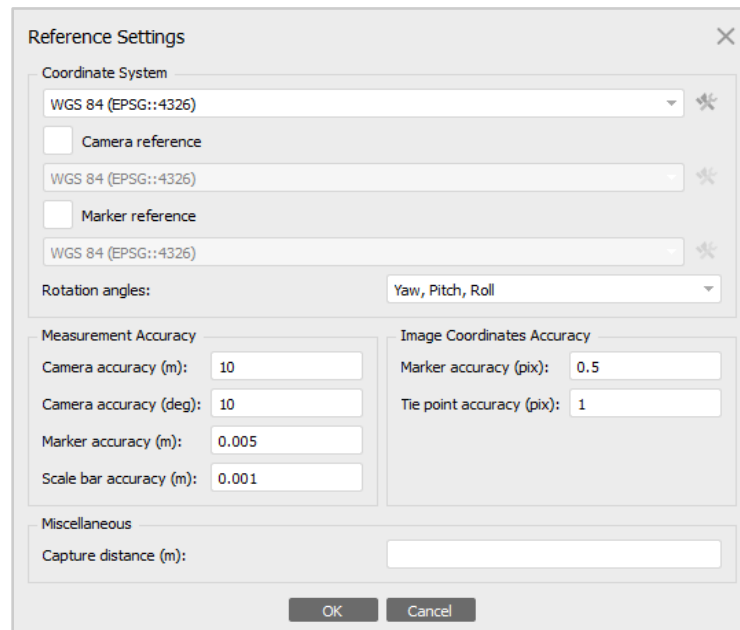 Reference Settings
Coordinate System
WGS 84 (EPSG::4326)
Camera reference
WGS 84 (EPSG::4326)
Marker reference
WGS 84 (EPSG::4326)
Rotation angles: Yaw, Pitch, Roll
Measurement Accuracy
Camera accuracy (m): 10
Camera accuracy (deg): 10
Marker accuracy (m): 0.005
Scale bar accuracy (m): 0.001
Image Coordinates Accuracy
Marker accuracy (pix): 0.5
Tie point accuracy (pix): 1
Miscellaneous
Capture distance (m):
OK Cancel